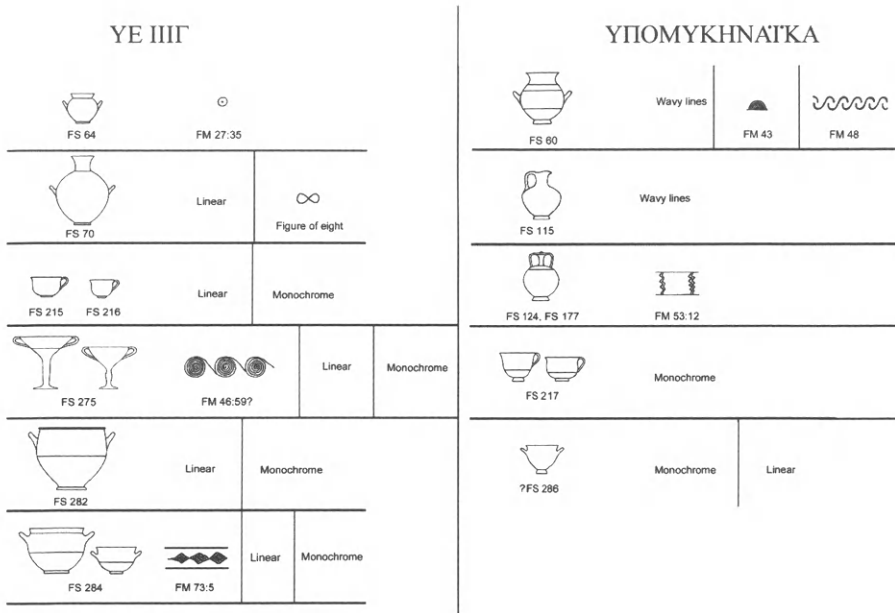 ΥΕ ΙΙΙΓ
FS 64 FM 27:35
Linear
FS 70 Figure of eight
Linear Monochrome
FS 215 FS 216
Linear Monochrome
FS 275 FM 46:59?
Linear Monochrome
FS 282
Linear Monochrome
FS 284 FM 73:5
ΥΠΟΜΥΚΗΝΑΪΚΑ
Wavy lines
FS 60 FM 43 FM 48
Wavy lines
FS 115
FS 124, FS 177 FM 53:12
Monochrome
FS 217
Monochrome Linear
?FS 286